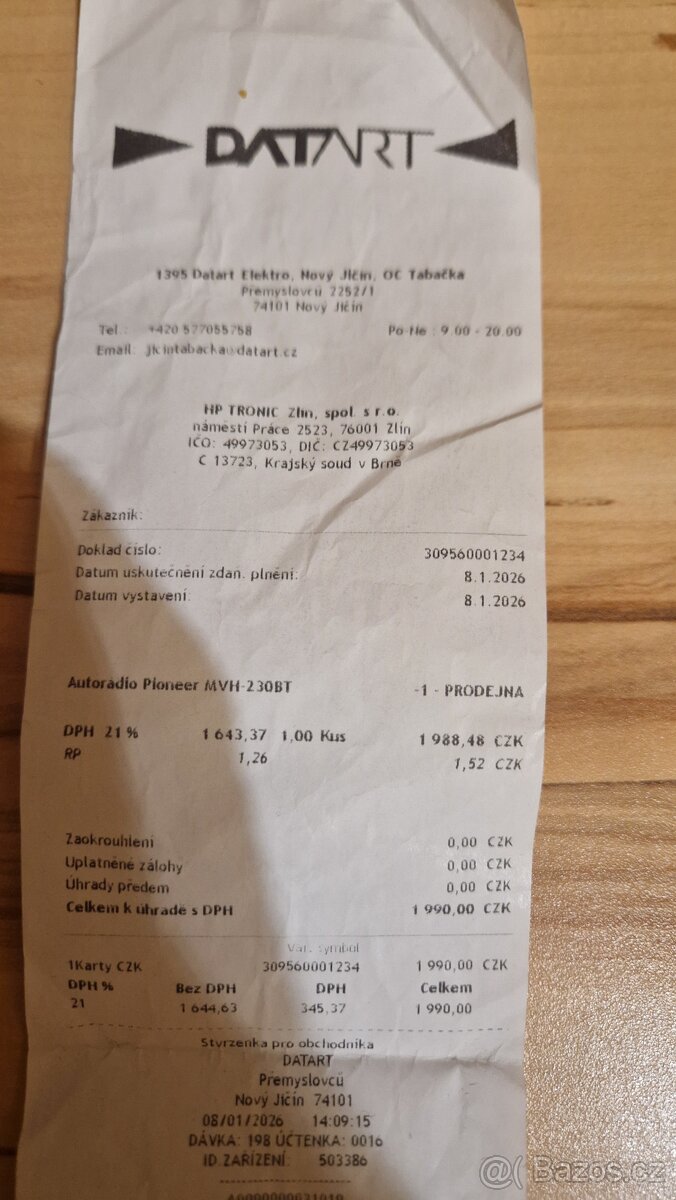 DATART
1395 Datart Elektro, Nový Jičín, OC Tabačka
Přemyslovců 2252/1
74101 Nový Jičín
Tel.: +420 577055758 Po-Ne : 9.00 - 20.00
Email: jicintabacka@datart.cz
HP TRONIC Zlín, spol. s r.o.
náměstí Práce 2523, 76001 Zlín
IČO: 49973053, DIČ: CZ49973053
C 13723, Krajský soud v Brně
Zákazník:
Doklad číslo: 309560001234
Datum uskutečnění zdan. plnění: 8.1.2026
Datum vystavení: 8.1.2026
Autorádio Pioneer MVH-230BT -1 - PRODEJNA
DPH 21 % 1 643,37 1,00 Kus 1 988,48 CZK
RP 1,26 1,52 CZK
Zaokrouhlení 0,00 CZK
Uplatněné zálohy 0,00 CZK
Úhrady předem 0,00 CZK
Celkem k úhradě s DPH 1 990,00 CZK
Var. symbol
1Karty CZK 309560001234 1 990,00 CZK
DPH % Bez DPH DPH Celkem
21 1 644,63 345,37 1 990,00
Stvrzenka pro obchodníka
DATART
Přemyslovců
Nový Jičín 74101
08/01/2026 14:09:15
DÁVKA: 198 ÚČTENKA: 0016
ID ZAŘÍZENÍ: 503386
@ Bazos.cz